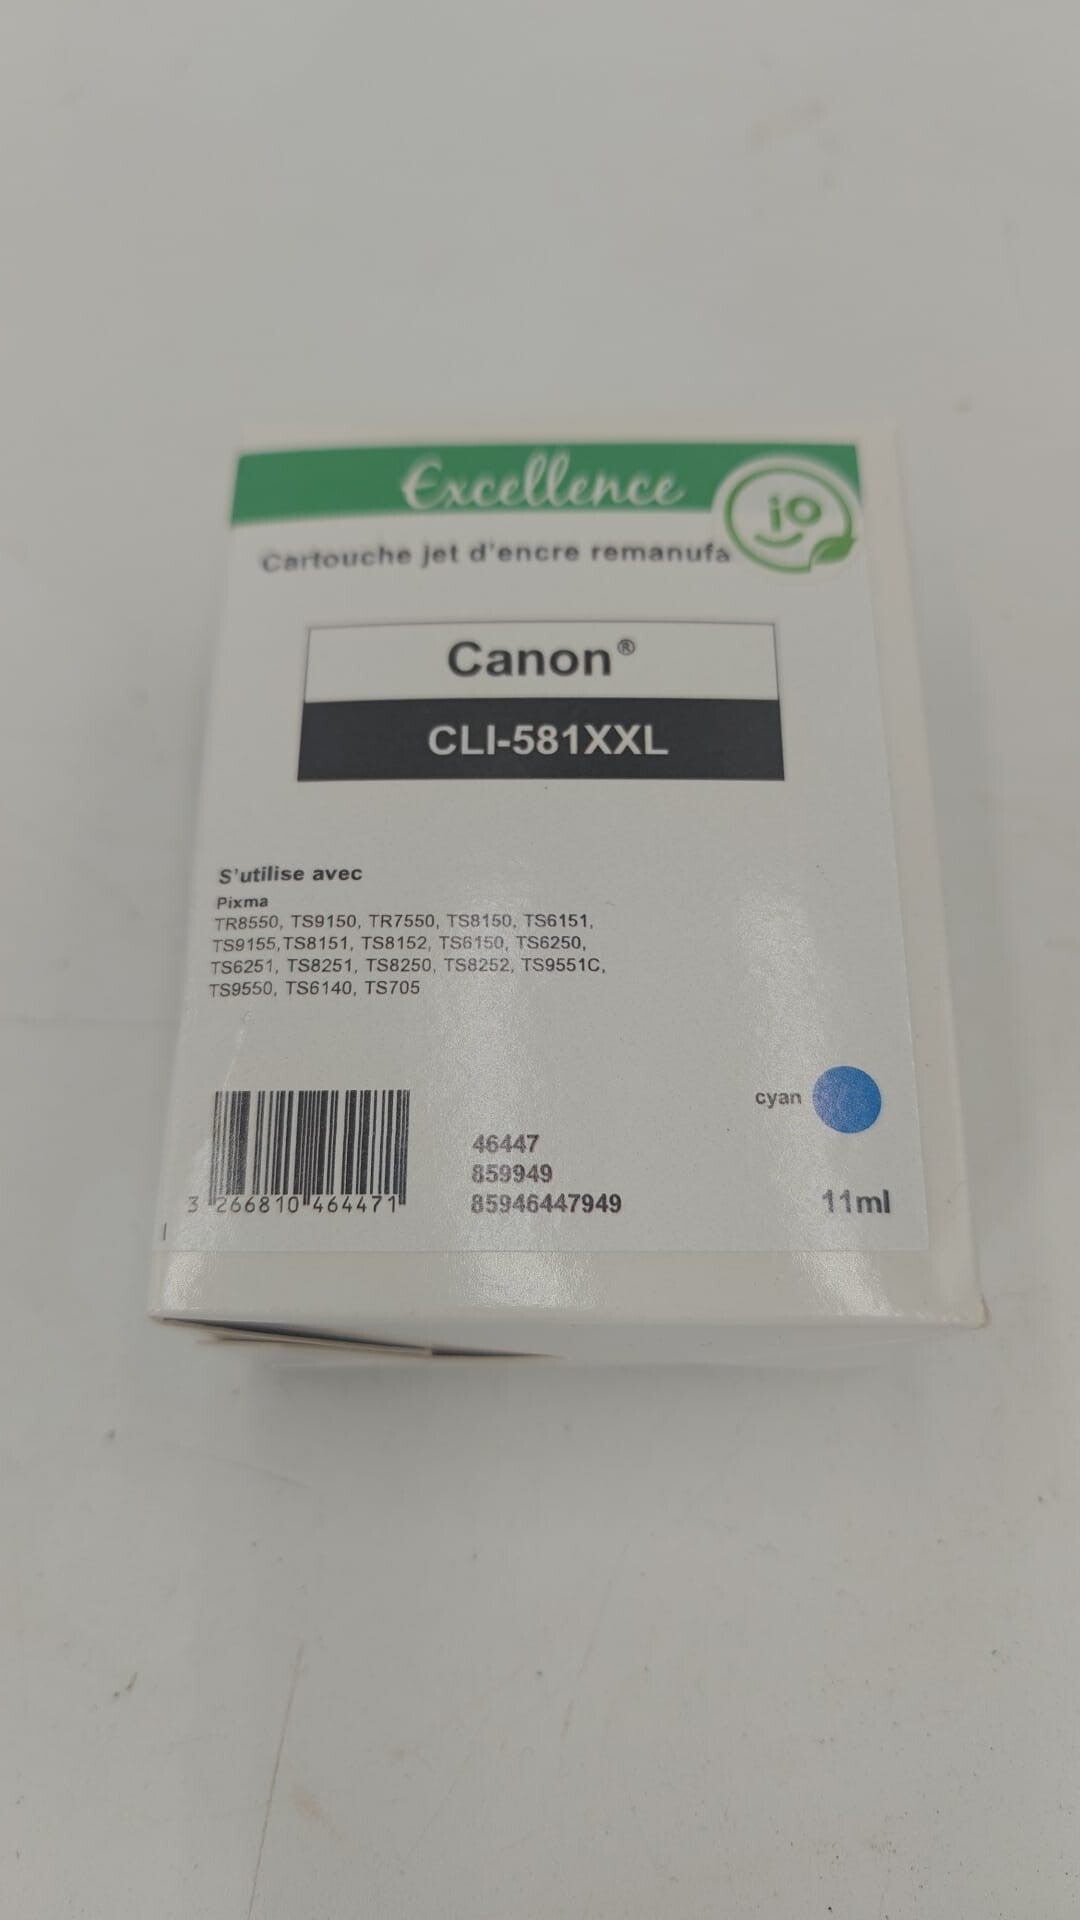 Excellence
iO
Cartouche jet d'encre remanufa
Canon®
CLI-581XXL
S'utilise avec
Pixma
TR8550, TS9150, TR7550, TS8150, TS6151,
TS9155,TS8151, TS8152, TS6150, TS6250,
TS6251, TS8251, TS8250, TS8252, TS9551C,
TS9550, TS6140, TS705
cyan
46447
859949
85946447949
3 266810 464471
11ml